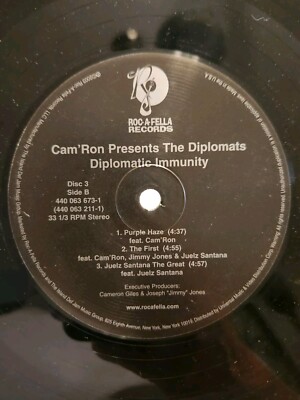 ROC-A-FELLA
RECORDS
Cam'Ron Presents The Diplomats
Diplomatic Immunity
Disc 3
Side B
440 063 673-1
(440 063 211-1)
33 1/3 RPM Stereo
1. Purple Haze (4:37)
feat. Cam'Ron
2. The First (4:55)
feat. Cam'Ron, Jimmy Jones & Juelz Santana
3. Juelz Santana The Great (4:57)
feat. Juelz Santana
Executive Producers:
Cameron Giles & Joseph "Jimmy" Jones
www.rocafella.com